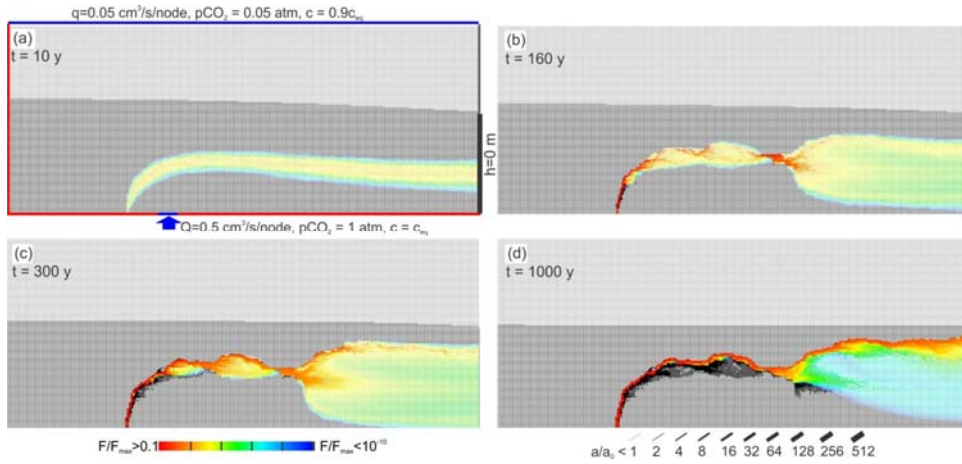 q=0.05 cm³/s/node, pCO₂ = 0.05 atm, c = 0.9c_eq
(a)
t = 10 y
h=0 m
Q=0.5 cm³/s/node, pCO₂ = 1 atm, c = c_eq
(b)
t = 160 y
(c)
t = 300 y
F/F_max>0.1
F/F_max<10⁻¹⁰
(d)
t = 1000 y
a/a₀ < 1 2 4 8 16 32 64 128 256 512